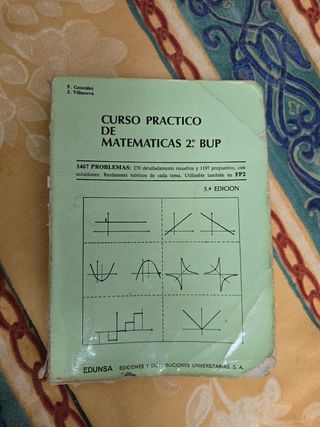 F. González
J. Villanova
CURSO PRACTICO
DE
MATEMATICAS 2.º BUP
1467 PROBLEMAS: 270 detalladamente resueltos y 1197 propuestos, con
soluciones. Resúmenes teóricos de cada tema. Utilizable también en FP2
5.ª EDICION
EDUNSA EDICIONES Y DISTRIBUCIONES UNIVERSITARIAS, S. A.